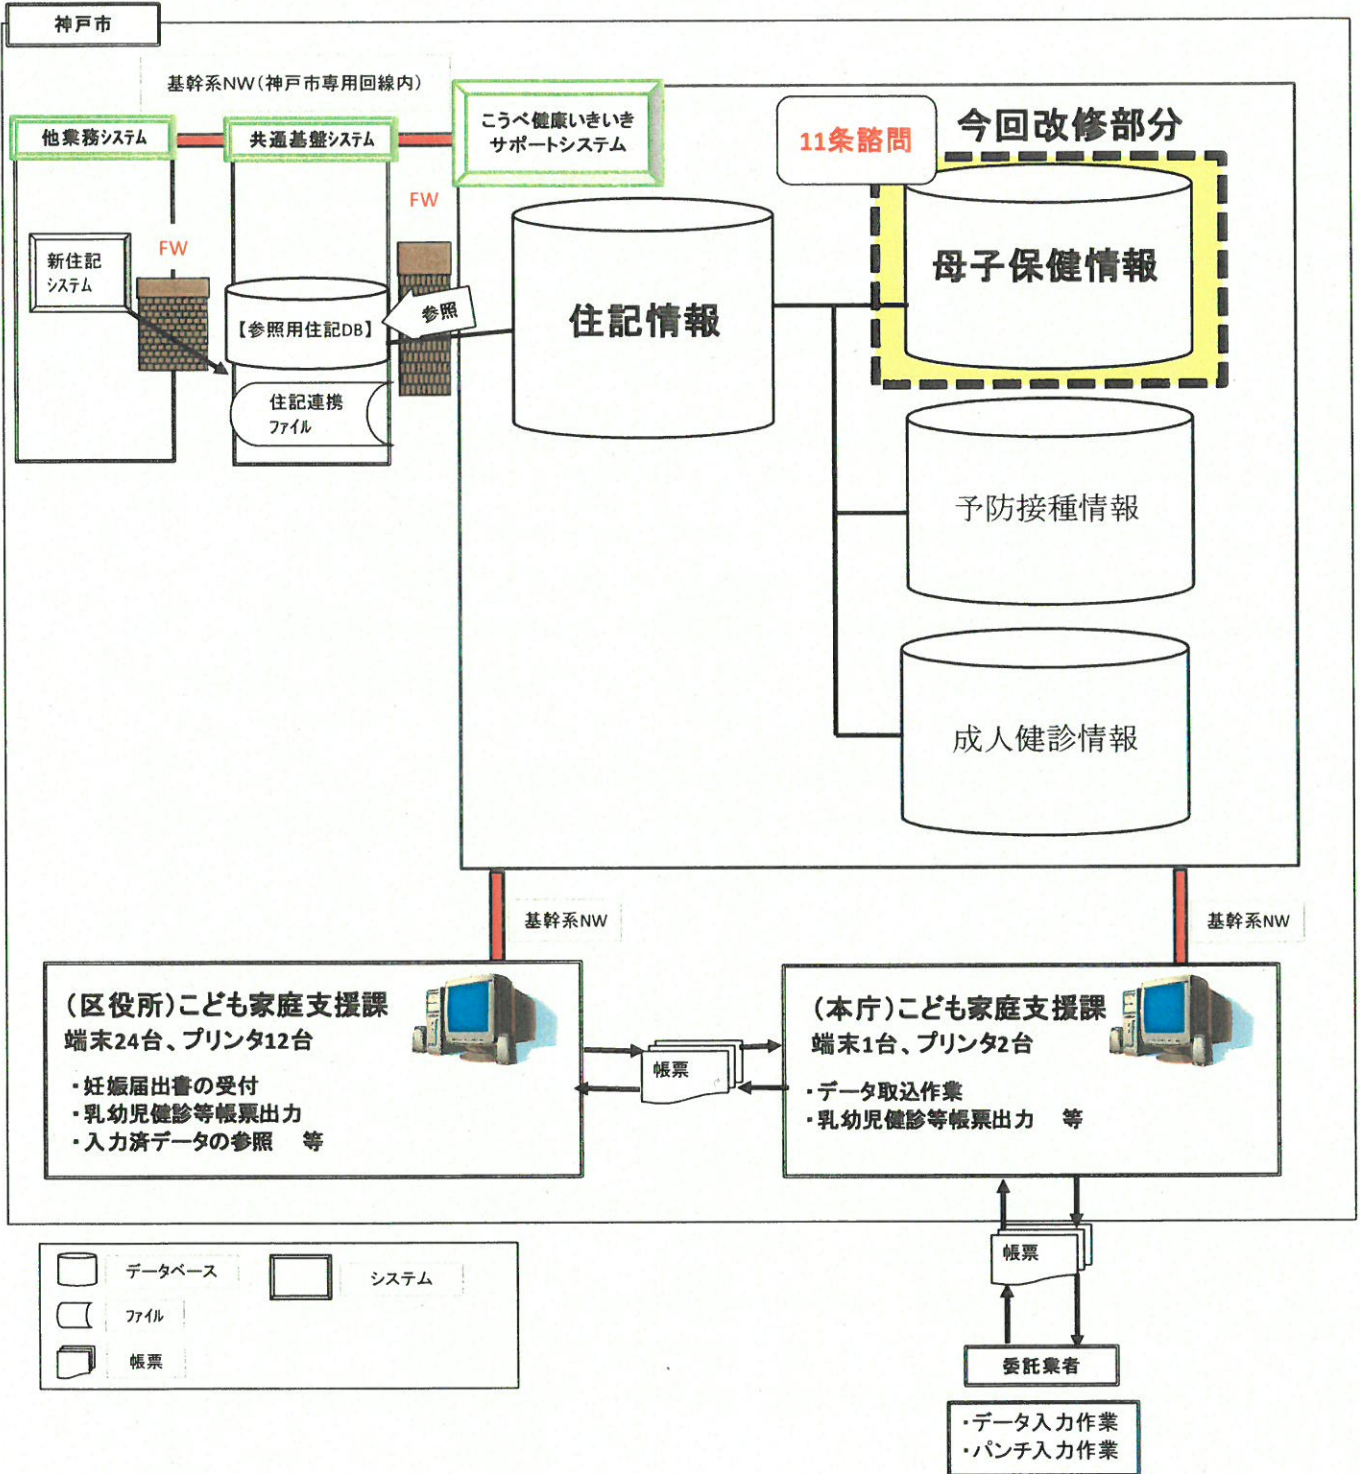 神戸市
基幹系NW(神戸市専用回線内)
他業務システム
共通基盤システム
こうべ健康いきいき
サポートシステム
11条諮問
今回改修部分
FW
FW
新住記
システム
【参照用住記DB】
参照
住記連携
ファイル
住記情報
母子保健情報
予防接種情報
成人健診情報
基幹系NW
基幹系NW
(区役所)こども家庭支援課
端末24台、プリンタ12台
・妊娠届出書の受付
・乳幼児健診等帳票出力
・入力済データの参照 等
帳票
(本庁)こども家庭支援課
端末1台、プリンタ2台
・データ取込作業
・乳幼児健診等帳票出力 等
帳票
委託業者
・データ入力作業
・パンチ入力作業
データベース
システム
ファイル
帳票